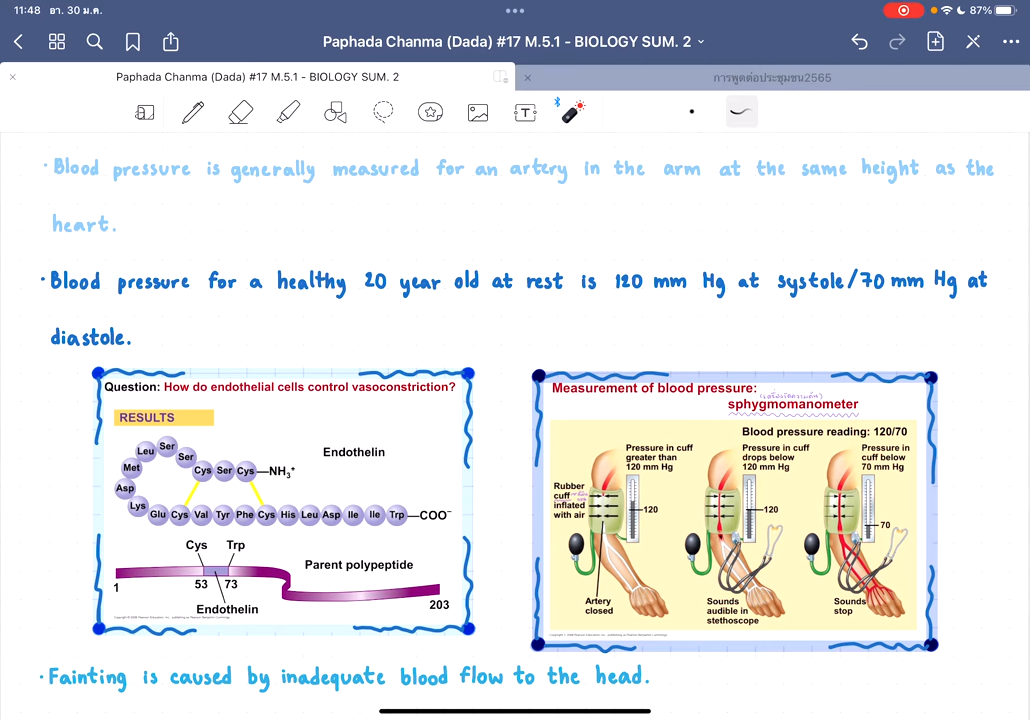 11:48 อา. 30 ม.ค.
87%
Paphada Chanma (Dada) #17 M.5.1 - BIOLOGY SUM. 2
Paphada Chanma (Dada) #17 M.5.1 - BIOLOGY SUM. 2
การพูดต่อประชุมชน2565
· Blood pressure is generally measured for an artery in the arm at the same height as the
heart.
· Blood pressure for a healthy 20 year old at rest is 120 mm Hg at systole/70 mm Hg at
diastole.
Question: How do endothelial cells control vasoconstriction?
RESULTS
Endothelin
Ser
Leu
Ser
Met
Cys Ser Cys—NH₃⁺
Asp
Lys
Glu Cys Val Tyr Phe Cys His Leu Asp Ile Ile Trp—COO⁻
Cys Trp
Parent polypeptide
1
53 73
203
Endothelin
Measurement of blood pressure:
sphygmomanometer
Blood pressure reading: 120/70
Pressure in cuff
greater than
120 mm Hg
Pressure in cuff
drops below
120 mm Hg
Pressure in
cuff below
70 mm Hg
Rubber
cuff
inflated
with air
120
120
70
Artery
closed
Sounds
audible in
stethoscope
Sounds
stop
· Fainting is caused by inadequate blood flow to the head.